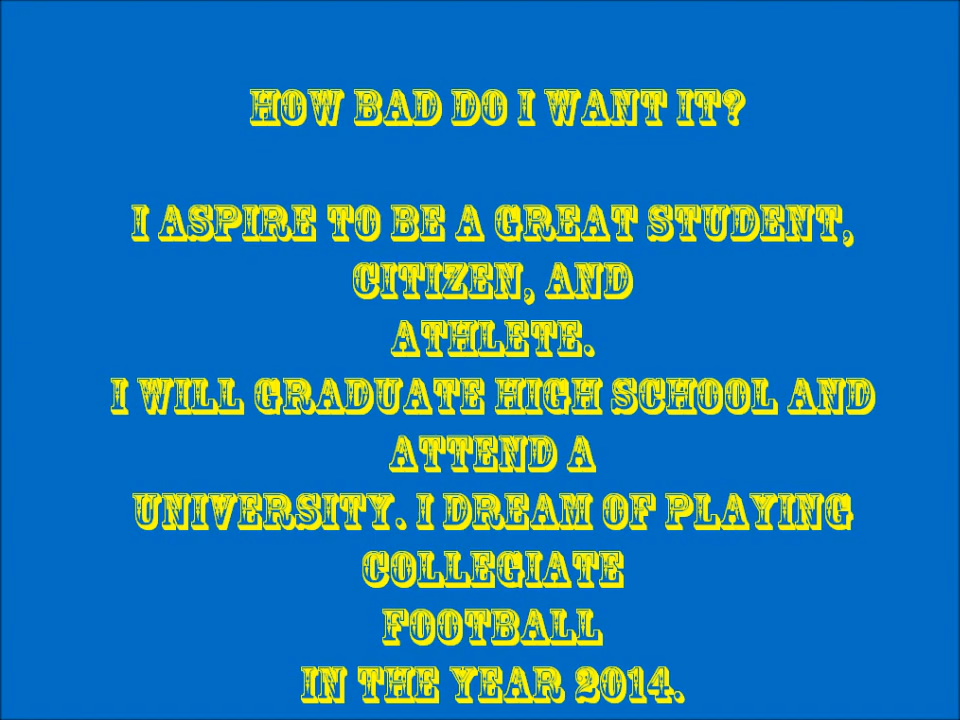 HOW BAD DO I WANT IT?
I ASPIRE TO BE A GREAT STUDENT,
CITIZEN, AND
ATHLETE.
I WILL GRADUATE HIGH SCHOOL AND
ATTEND A
UNIVERSITY. I DREAM OF PLAYING
COLLEGIATE
FOOTBALL
IN THE YEAR 2014.